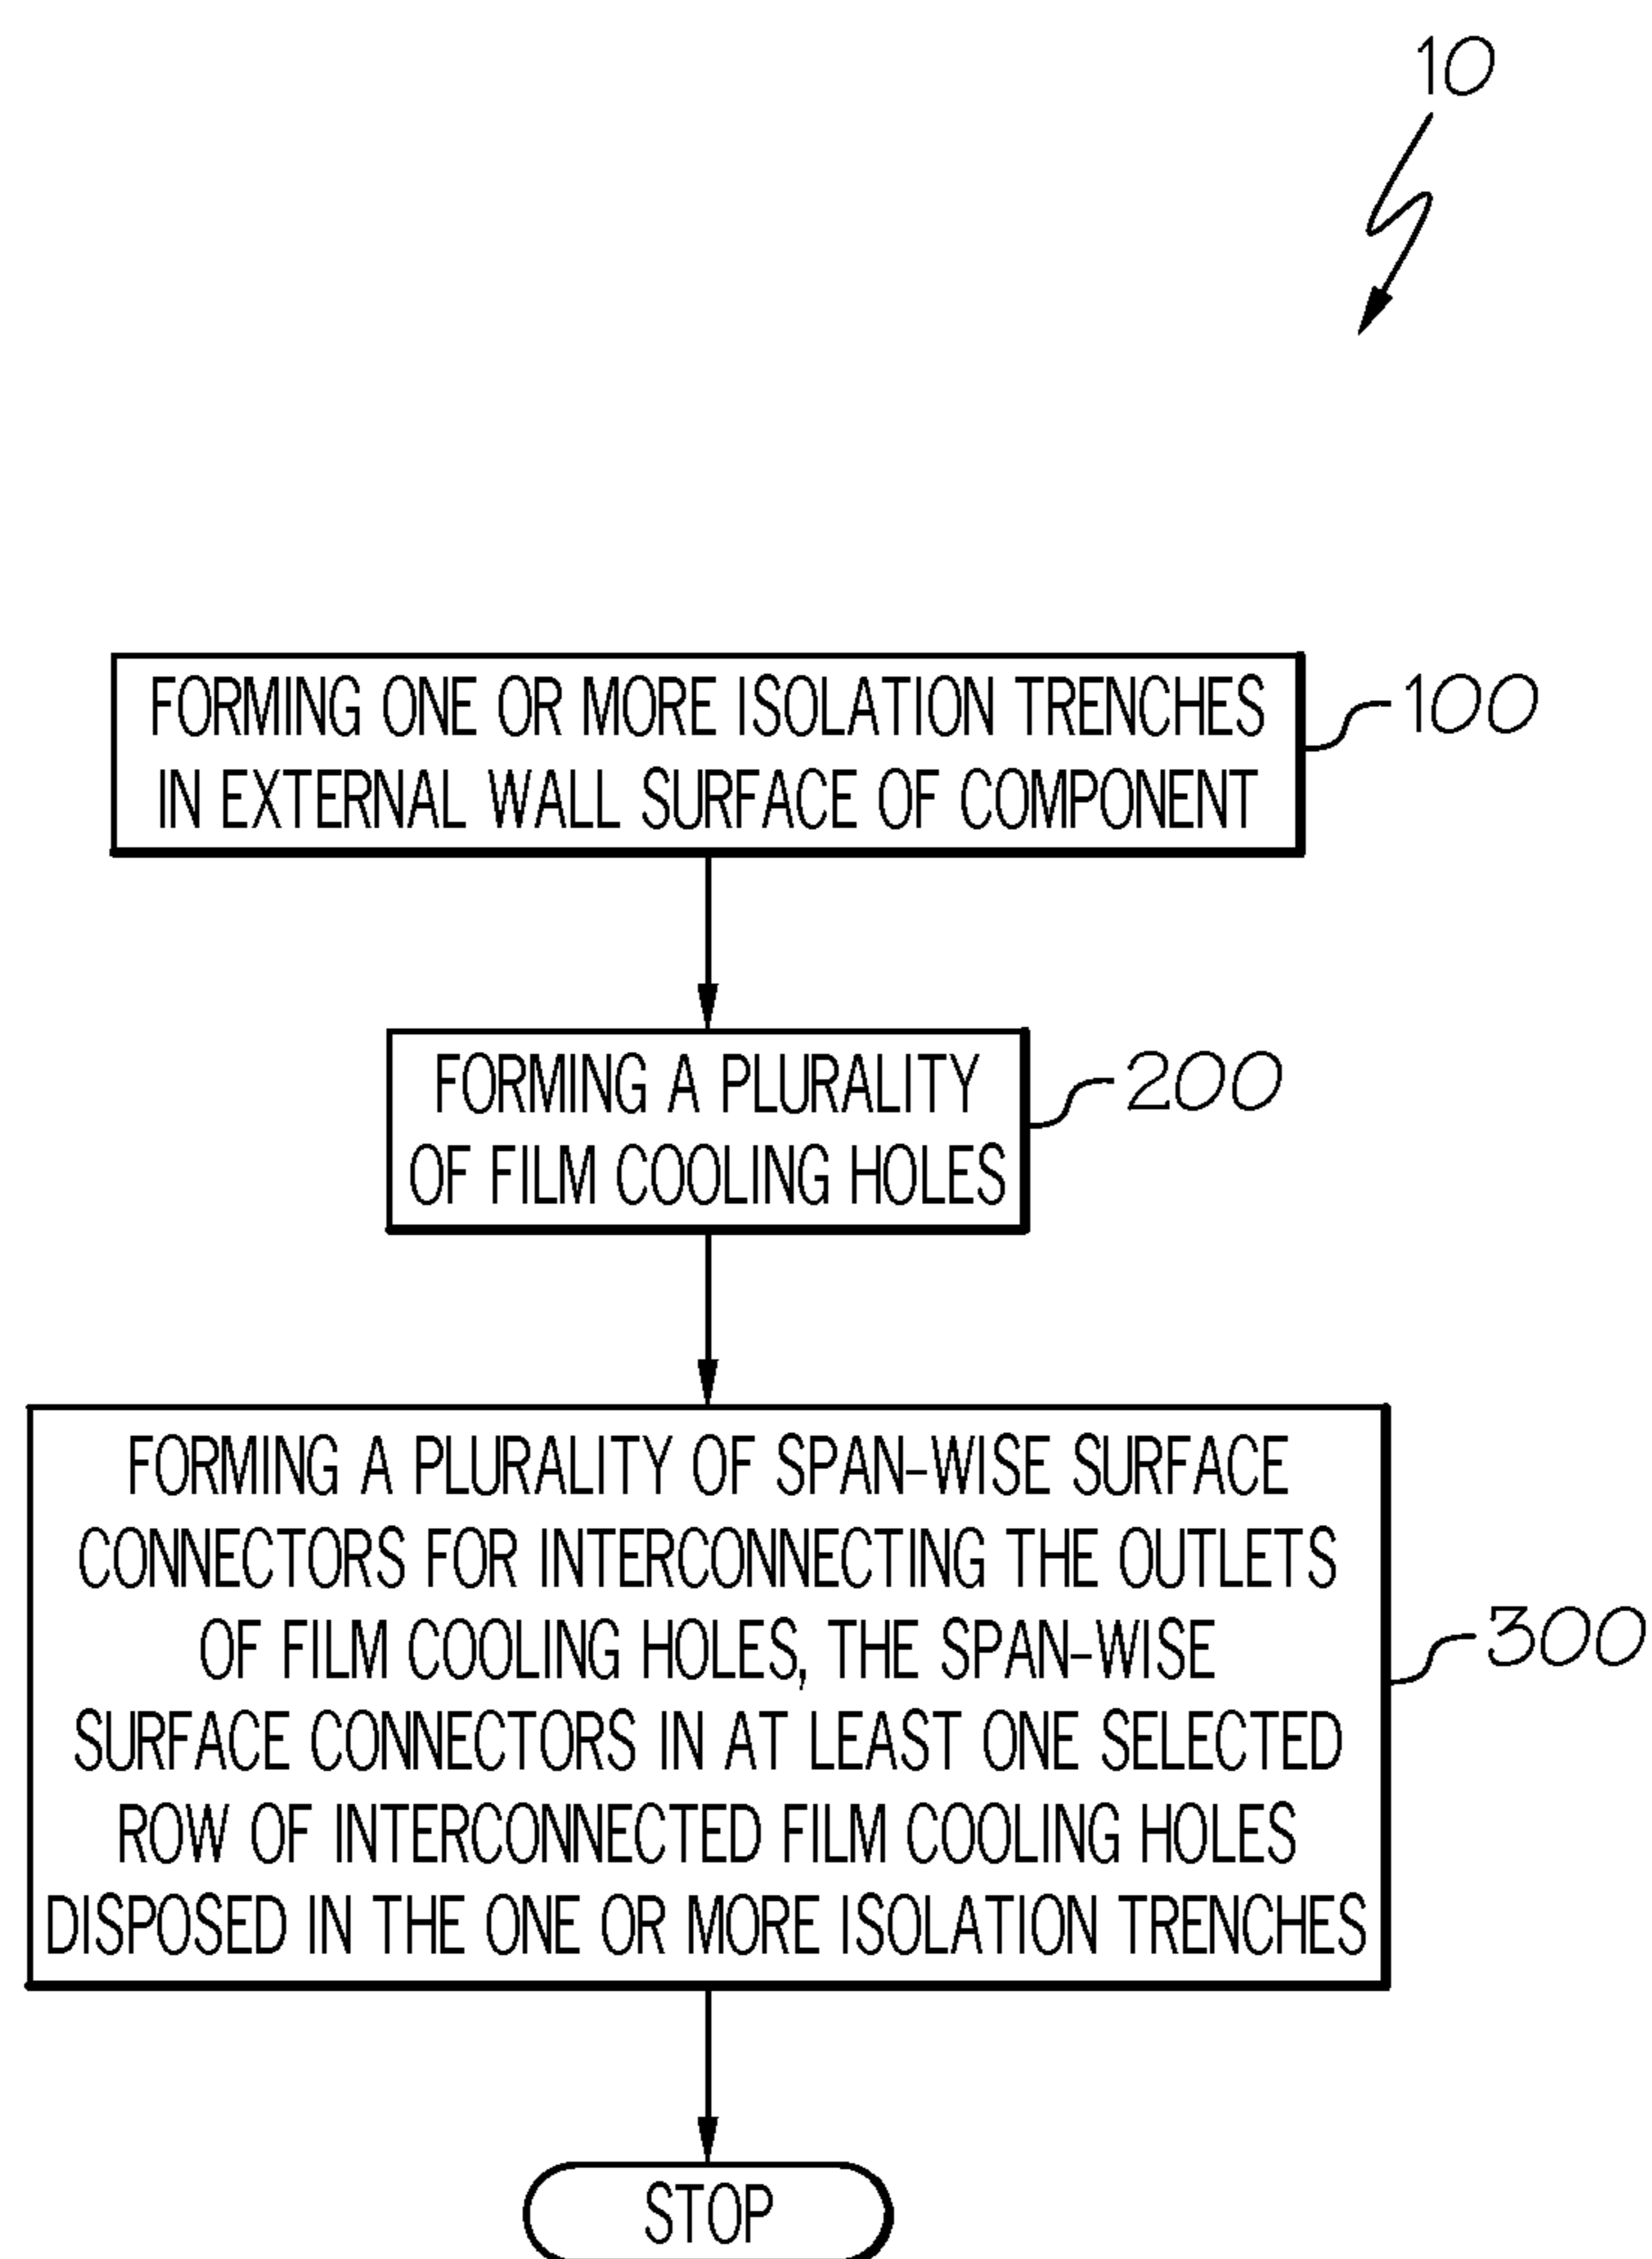 10
FORMING ONE OR MORE ISOLATION TRENCHES
IN EXTERNAL WALL SURFACE OF COMPONENT
100
FORMING A PLURALITY
OF FILM COOLING HOLES
200
FORMING A PLURALITY OF SPAN-WISE SURFACE
CONNECTORS FOR INTERCONNECTING THE OUTLETS
OF FILM COOLING HOLES, THE SPAN-WISE
SURFACE CONNECTORS IN AT LEAST ONE SELECTED
ROW OF INTERCONNECTED FILM COOLING HOLES
DISPOSED IN THE ONE OR MORE ISOLATION TRENCHES
300
STOP